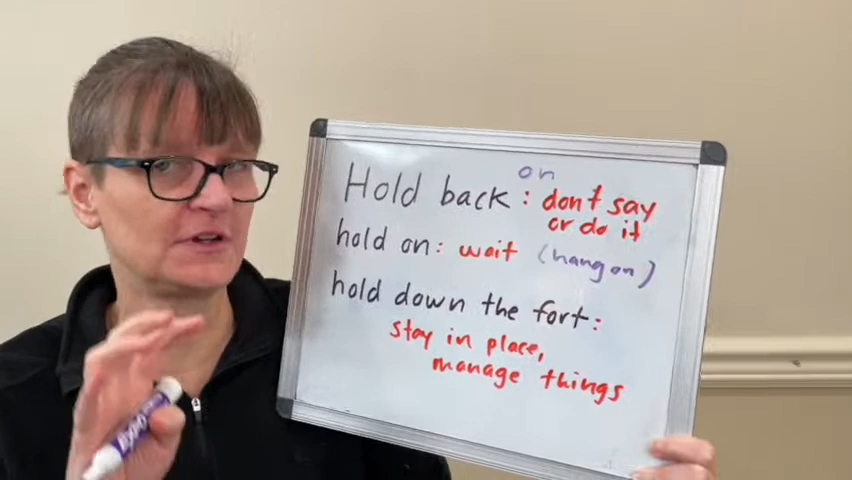 on
Hold back : don't say
or do it
hold on: wait (hang on)
hold down the fort:
stay in place,
manage things